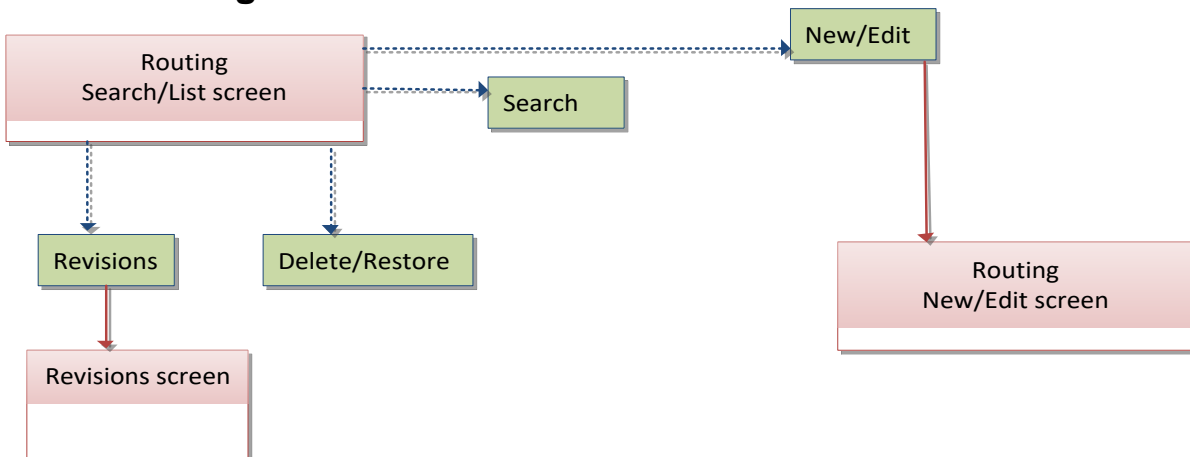 New/Edit
Routing
Search/List screen
Search
Revisions
Delete/Restore
Routing
New/Edit screen
Revisions screen